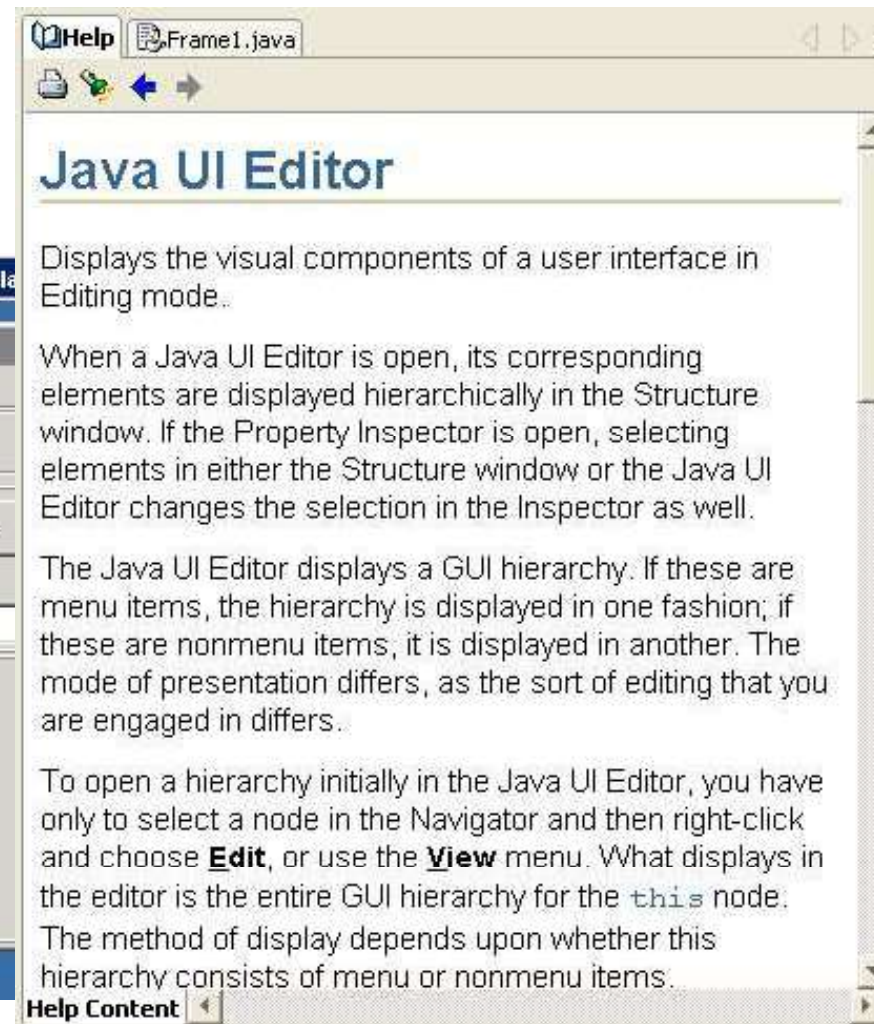 Help Frame1.java
Java UI Editor
Displays the visual components of a user interface in
Editing mode.
When a Java UI Editor is open, its corresponding
elements are displayed hierarchically in the Structure
window. If the Property Inspector is open, selecting
elements in either the Structure window or the Java UI
Editor changes the selection in the Inspector as well.
The Java UI Editor displays a GUI hierarchy. If these are
menu items, the hierarchy is displayed in one fashion; if
these are nonmenu items, it is displayed in another. The
mode of presentation differs, as the sort of editing that you
are engaged in differs.
To open a hierarchy initially in the Java UI Editor, you have
only to select a node in the Navigator and then right-click
and choose Edit, or use the View menu. What displays in
the editor is the entire GUI hierarchy for the this node.
The method of display depends upon whether this
hierarchy consists of menu or nonmenu items.
Help Content